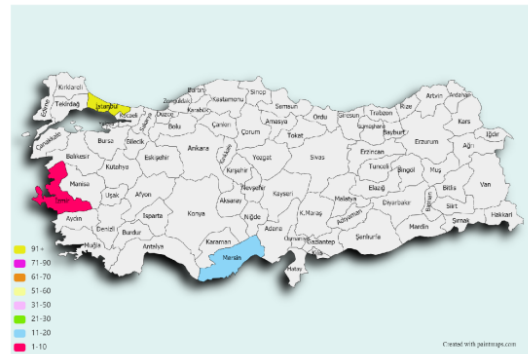 Kırklareli
Edirne
Tekirdağ
İstanbul
Kocaeli
Yalova
Sakarya
Düzce
Bolu
Zonguldak
Bartın
Karabük
Kastamonu
Sinop
Samsun
Çankırı
Çorum
Amasya
Tokat
Ordu
Giresun
Trabzon
Gümüşhane
Bayburt
Rize
Artvin
Ardahan
Kars
Iğdır
Ağrı
Erzurum
Erzincan
Çanakkale
Balıkesir
Bursa
Bilecik
Eskişehir
Kütahya
Ankara
Kırıkkale
Yozgat
Sivas
Tunceli
Bingöl
Muş
Van
Bitlis
Manisa
İzmir
Uşak
Afyon
Kırşehir
Nevşehir
Kayseri
Malatya
Elazığ
Diyarbakır
Batman
Siirt
Hakkari
Şırnak
Mardin
Aydın
Denizli
Isparta
Burdur
Konya
Aksaray
Niğde
K.Maraş
Adıyaman
Şanlıurfa
Gaziantep
Muğla
Antalya
Karaman
Mersin
Adana
Osmaniye
Hatay
91+
71-90
61-70
51-60
31-50
21-30
11-20
1-10
Created with paintmaps.com